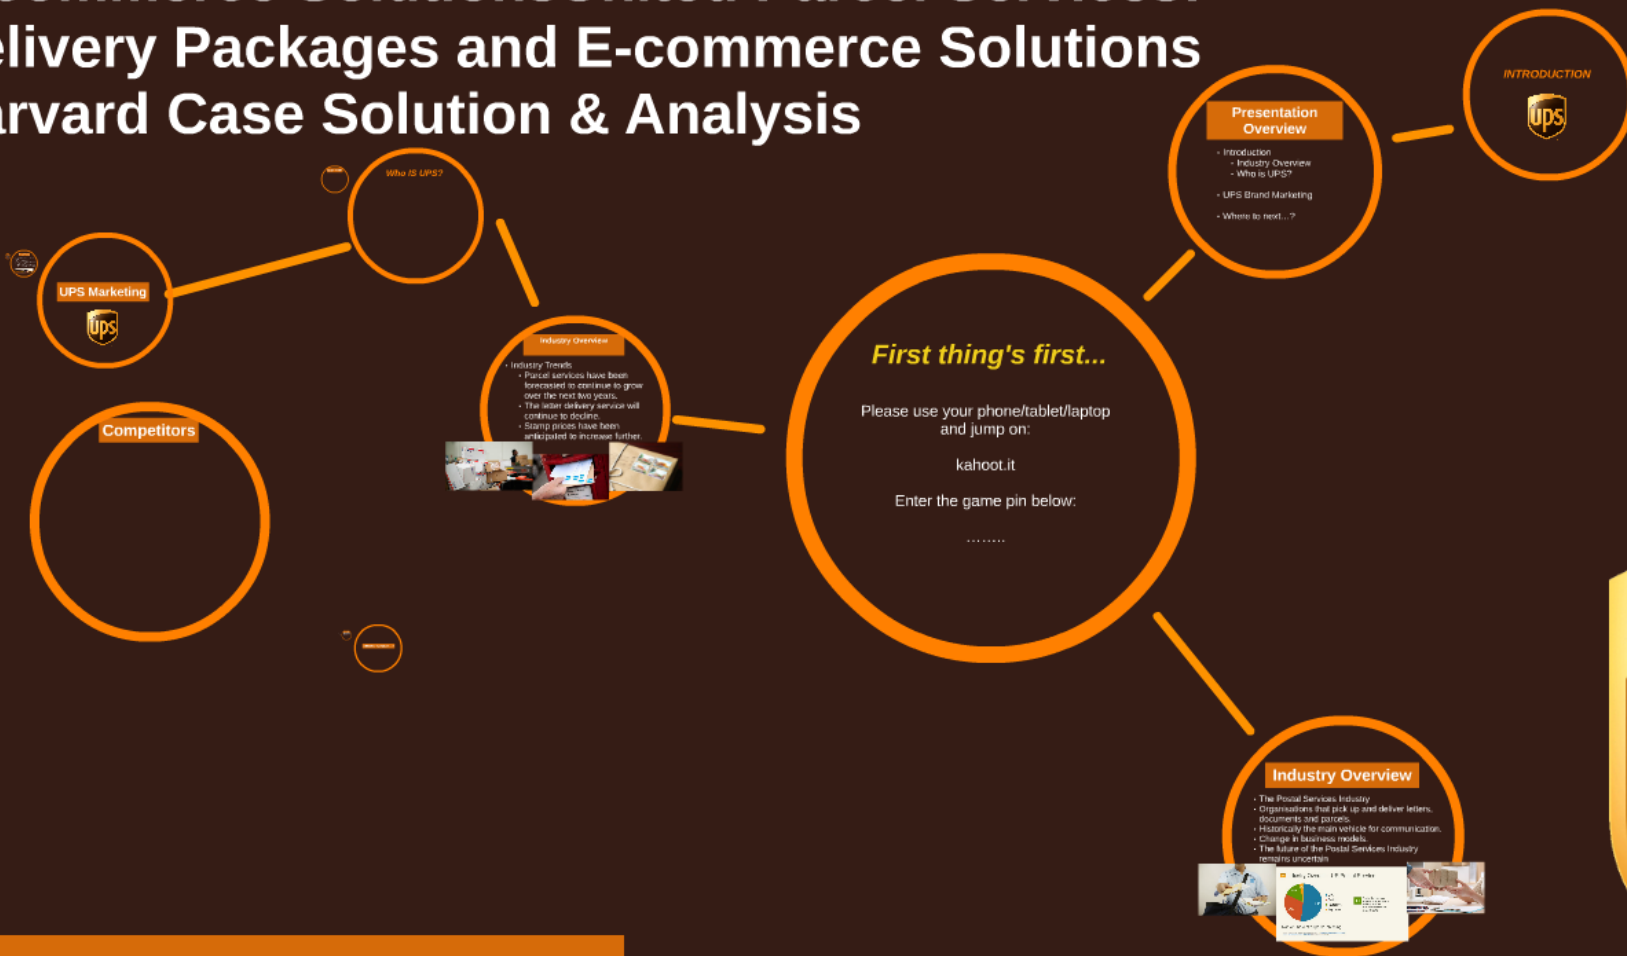 elivery Packages and E-commerce Solutions
arvard Case Solution & Analysis
INTRODUCTION
ups
Presentation
Overview
- Introduction
- Industry Overview
- Who is UPS?
- UPS Brand Marketing
- Where to next...?
Who IS UPS?
UPS Marketing
ups
Industry Overview
- Industry Trends
- Parcel services have been
forecasted to continue to grow
over the next two years.
- The letter delivery service will
continue to decline.
- Stamp prices have been
anticipated to increase further.
First thing's first...
Please use your phone/tablet/laptop
and jump on:
kahoot.it
Enter the game pin below:
........
Competitors
Industry Overview
- The Postal Services Industry
- Organisations that pick up and deliver letters,
documents and parcels.
- Historically the main vehicle for communication.
- Change in business models.
- The future of the Postal Services Industry
remains uncertain